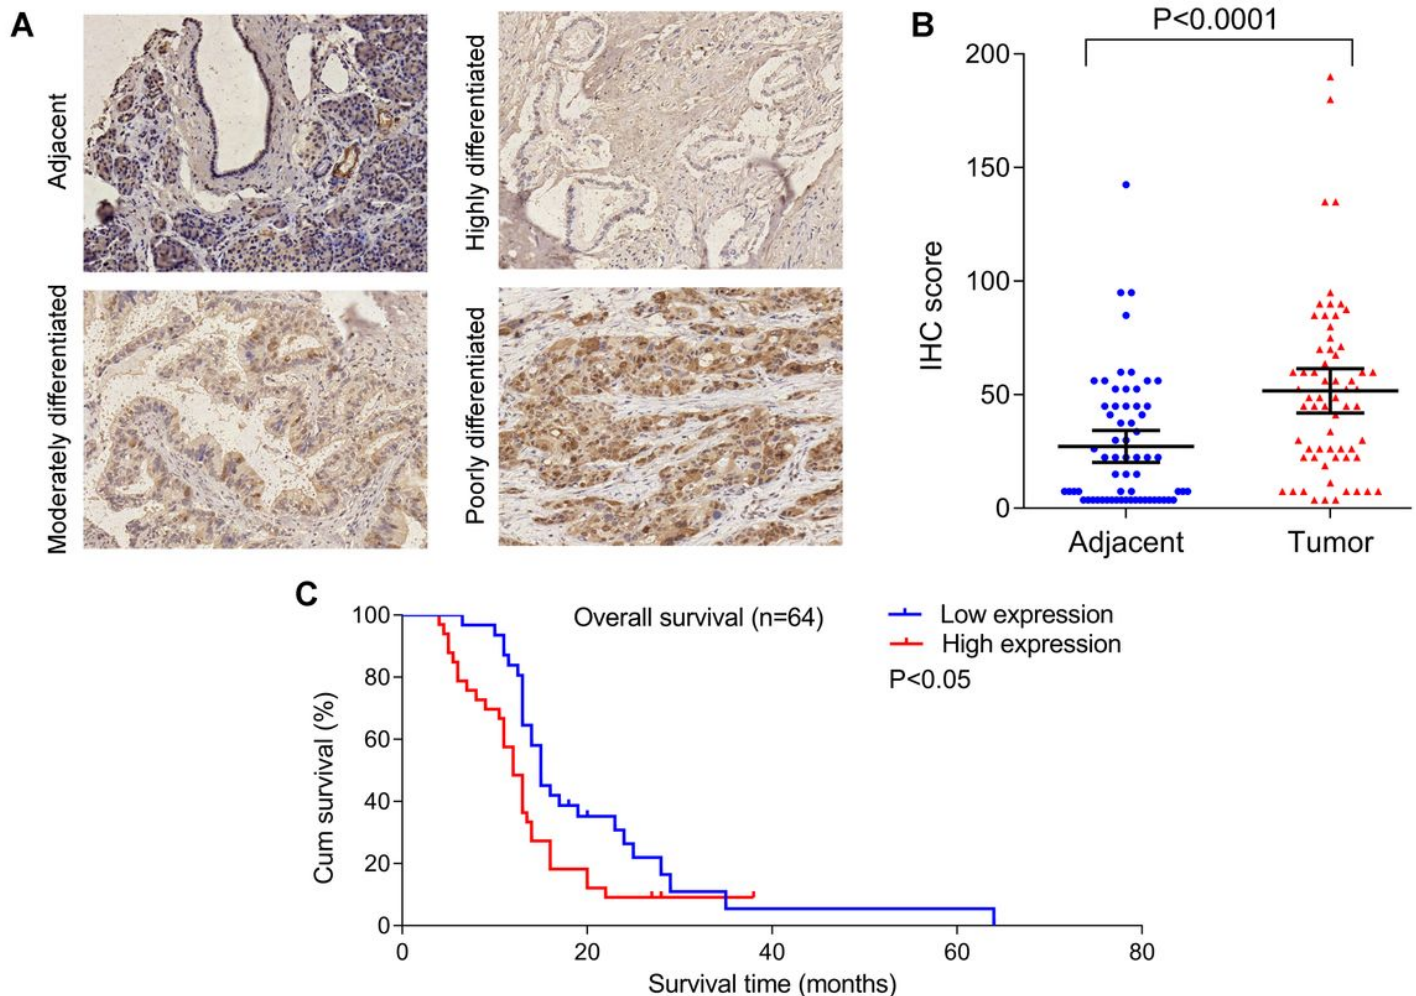 A
Adjacent
Highly differentiated
Moderately differentiated
Poorly differentiated
B
P<0.0001
IHC score
200
150
100
50
0
Adjacent
Tumor
C
Overall survival (n=64)
Low expression
High expression
P<0.05
Cum survival (%)
100
80
60
40
20
0
0
20
40
60
80
Survival time (months)